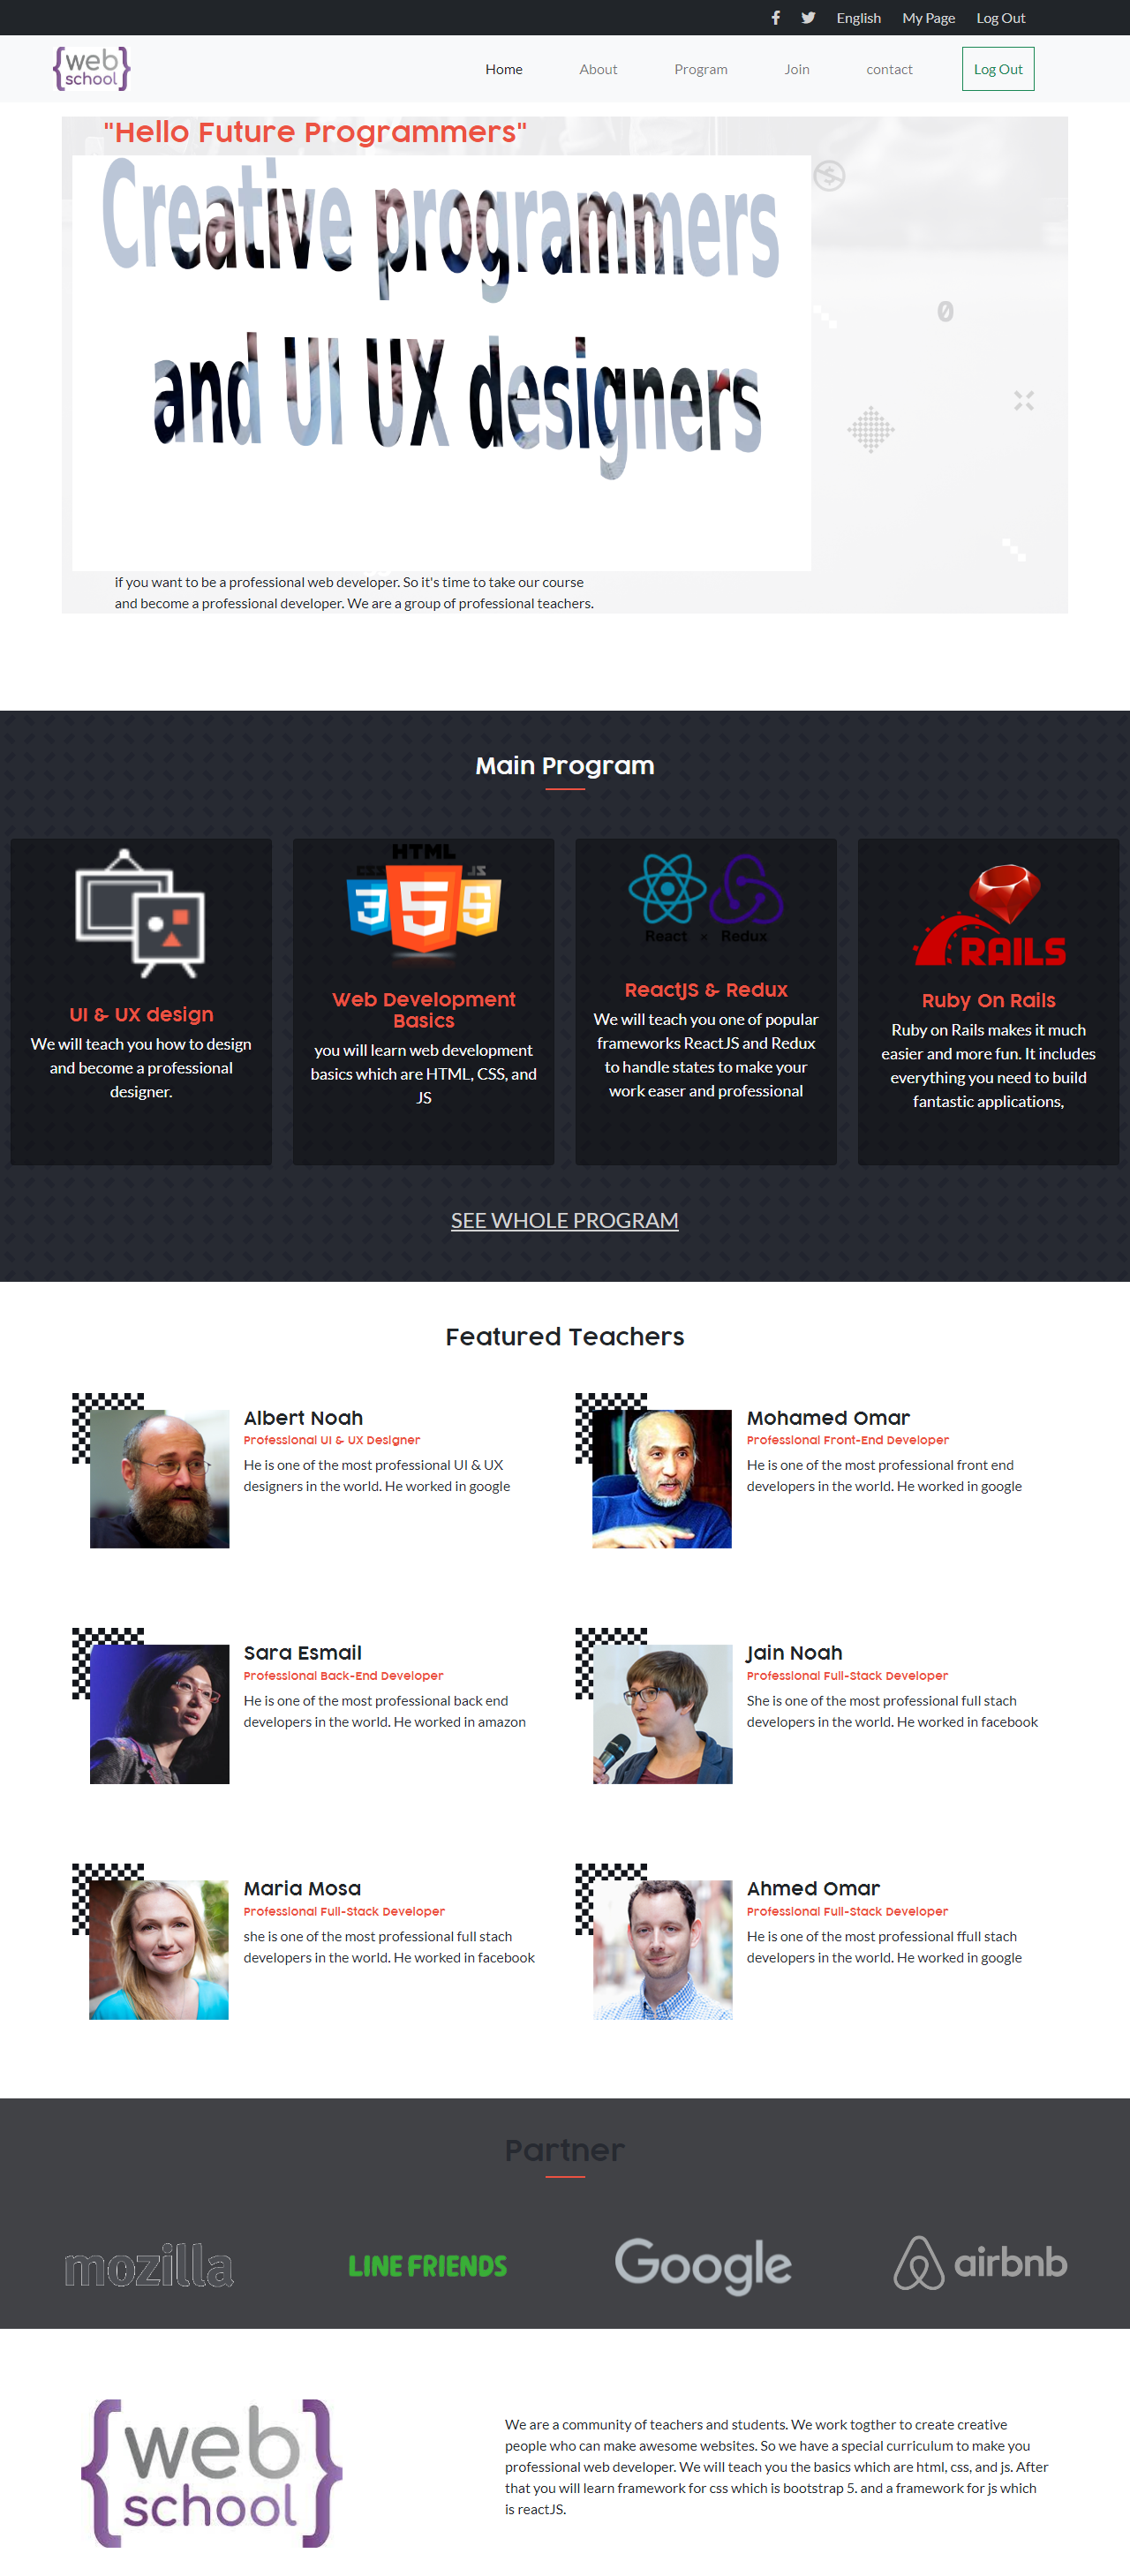 English My Page Log Out
{web school}
Home About Program Join contact Log Out
"Hello Future Programmers"
Creative programmers
and UI UX designers
if you want to be a professional web developer. So it's time to take our course
and become a professional developer. We are a group of professional teachers.
Main Program
UI & UX design
We will teach you how to design
and become a professional
designer.
HTML
CSS JS
3 5 S
Web Development
Basics
you will learn web development
basics which are HTML, CSS, and
JS
React × Redux
ReactJS & Redux
We will teach you one of popular
frameworks ReactJS and Redux
to handle states to make your
work easer and professional
RAILS
Ruby On Rails
Ruby on Rails makes it much
easier and more fun. It includes
everything you need to build
fantastic applications,
SEE WHOLE PROGRAM
Featured Teachers
Albert Noah
Professional UI & UX Designer
He is one of the most professional UI & UX
designers in the world. He worked in google
Mohamed Omar
Professional Front-End Developer
He is one of the most professional front end
developers in the world. He worked in google
Sara Esmail
Professional Back-End Developer
He is one of the most professional back end
developers in the world. He worked in amazon
Jain Noah
Professional Full-Stack Developer
She is one of the most professional full stach
developers in the world. He worked in facebook
Maria Mosa
Professional Full-Stack Developer
she is one of the most professional full stach
developers in the world. He worked in facebook
Ahmed Omar
Professional Full-Stack Developer
He is one of the most professional ffull stach
developers in the world. He worked in google
Partner
mozilla LINE FRIENDS Google airbnb
{web
school}
We are a community of teachers and students. We work togther to create creative
people who can make awesome websites. So we have a special curriculum to make you
professional web developer. We will teach you the basics which are html, css, and js. After
that you will learn framework for css which is bootstrap 5. and a framework for js which
is reactJS.